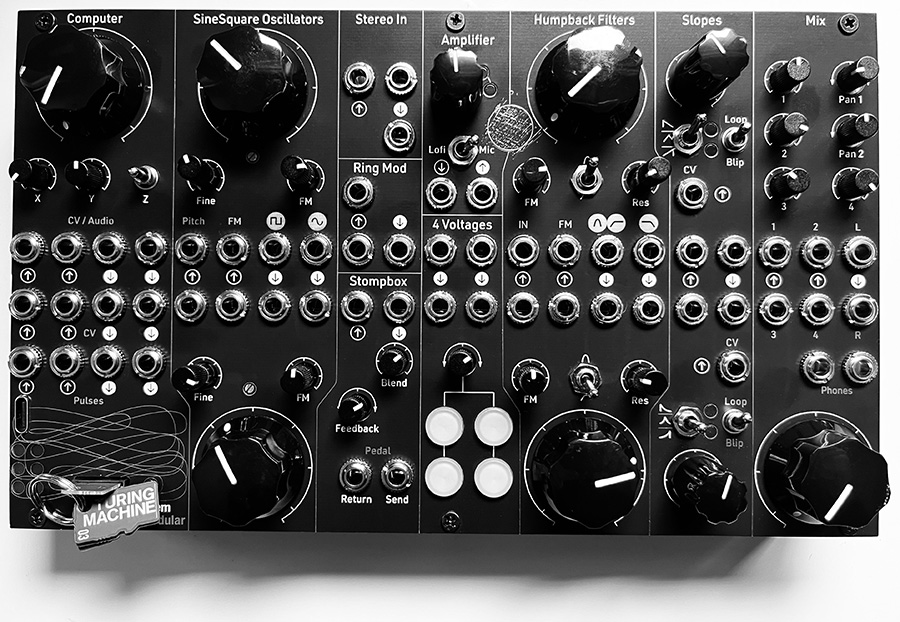 Computer
SineSquare Oscillators
Stereo In
Amplifier
Humpback Filters
Slopes
Mix
Loop
1
Pan 1
Lofi
Mic
Blip
2
Pan 2
Ring Mod
CV
X
Y
Z
Fine
FM
FM
Res
3
4
CV / Audio
Pitch
FM
4 Voltages
IN
FM
1
2
L
Stompbox
CV
3
4
R
CV
Blend
Phones
Pulses
Fine
FM
FM
Res
Loop
Feedback
Blip
Pedal
Return
Send
TURING
MACHINE
03
em
dular